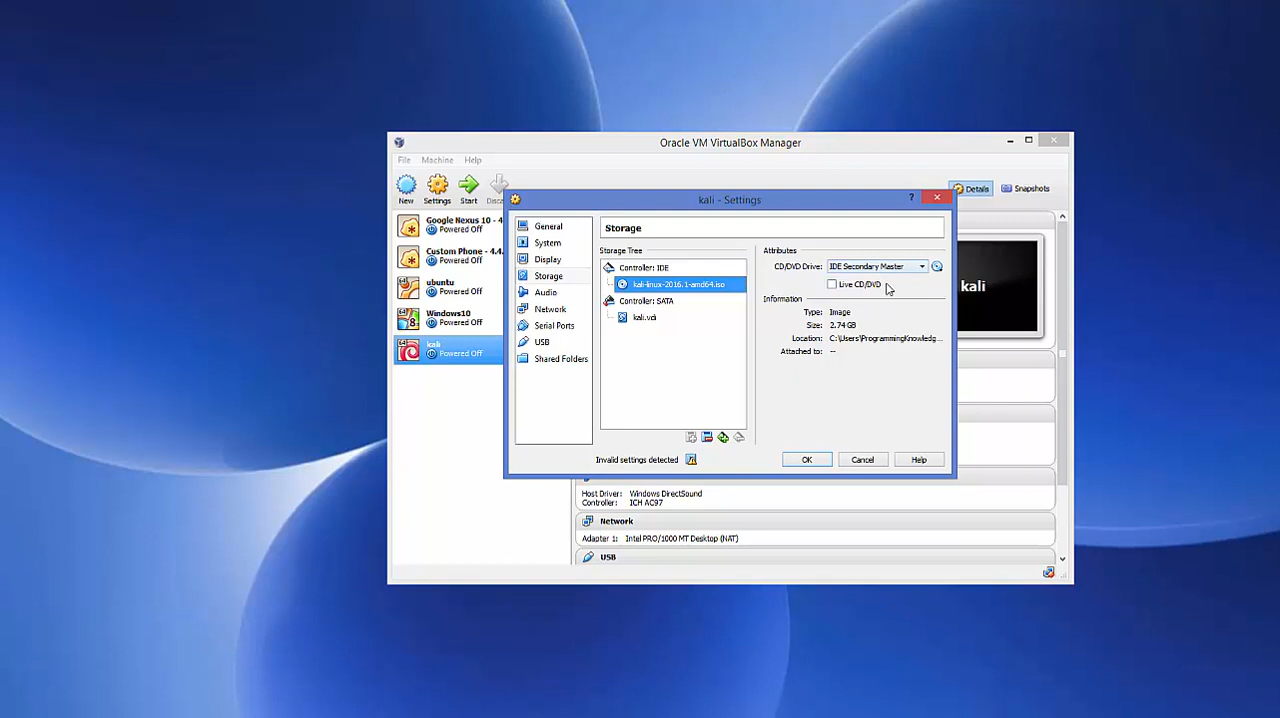 Oracle VM VirtualBox Manager
File Machine Help
New Settings Start
Details Snapshots
Google Nexus 10 - 4
Powered Off
Custom Phone - 4.4.
Powered Off
ubuntu
Powered Off
Windows10
Powered Off
kali
Powered Off
kali
kali - Settings
?
General
System
Display
Storage
Audio
Network
Serial Ports
USB
Shared Folders
Storage
Storage Tree
Controller: IDE
kali-linux-2016.1-amd64.iso
Controller: SATA
kali.vdi
Attributes
CD/DVD Drive: IDE Secondary Master
Live CD/DVD
Information
Type: Image
Size: 2.74 GB
Location: C:\Users\ProgrammingKnowledg...
Attached to: --
Invalid settings detected
OK Cancel Help
Host Driver: Windows DirectSound
Controller: ICH AC97
Network
Adapter 1: Intel PRO/1000 MT Desktop (NAT)
USB